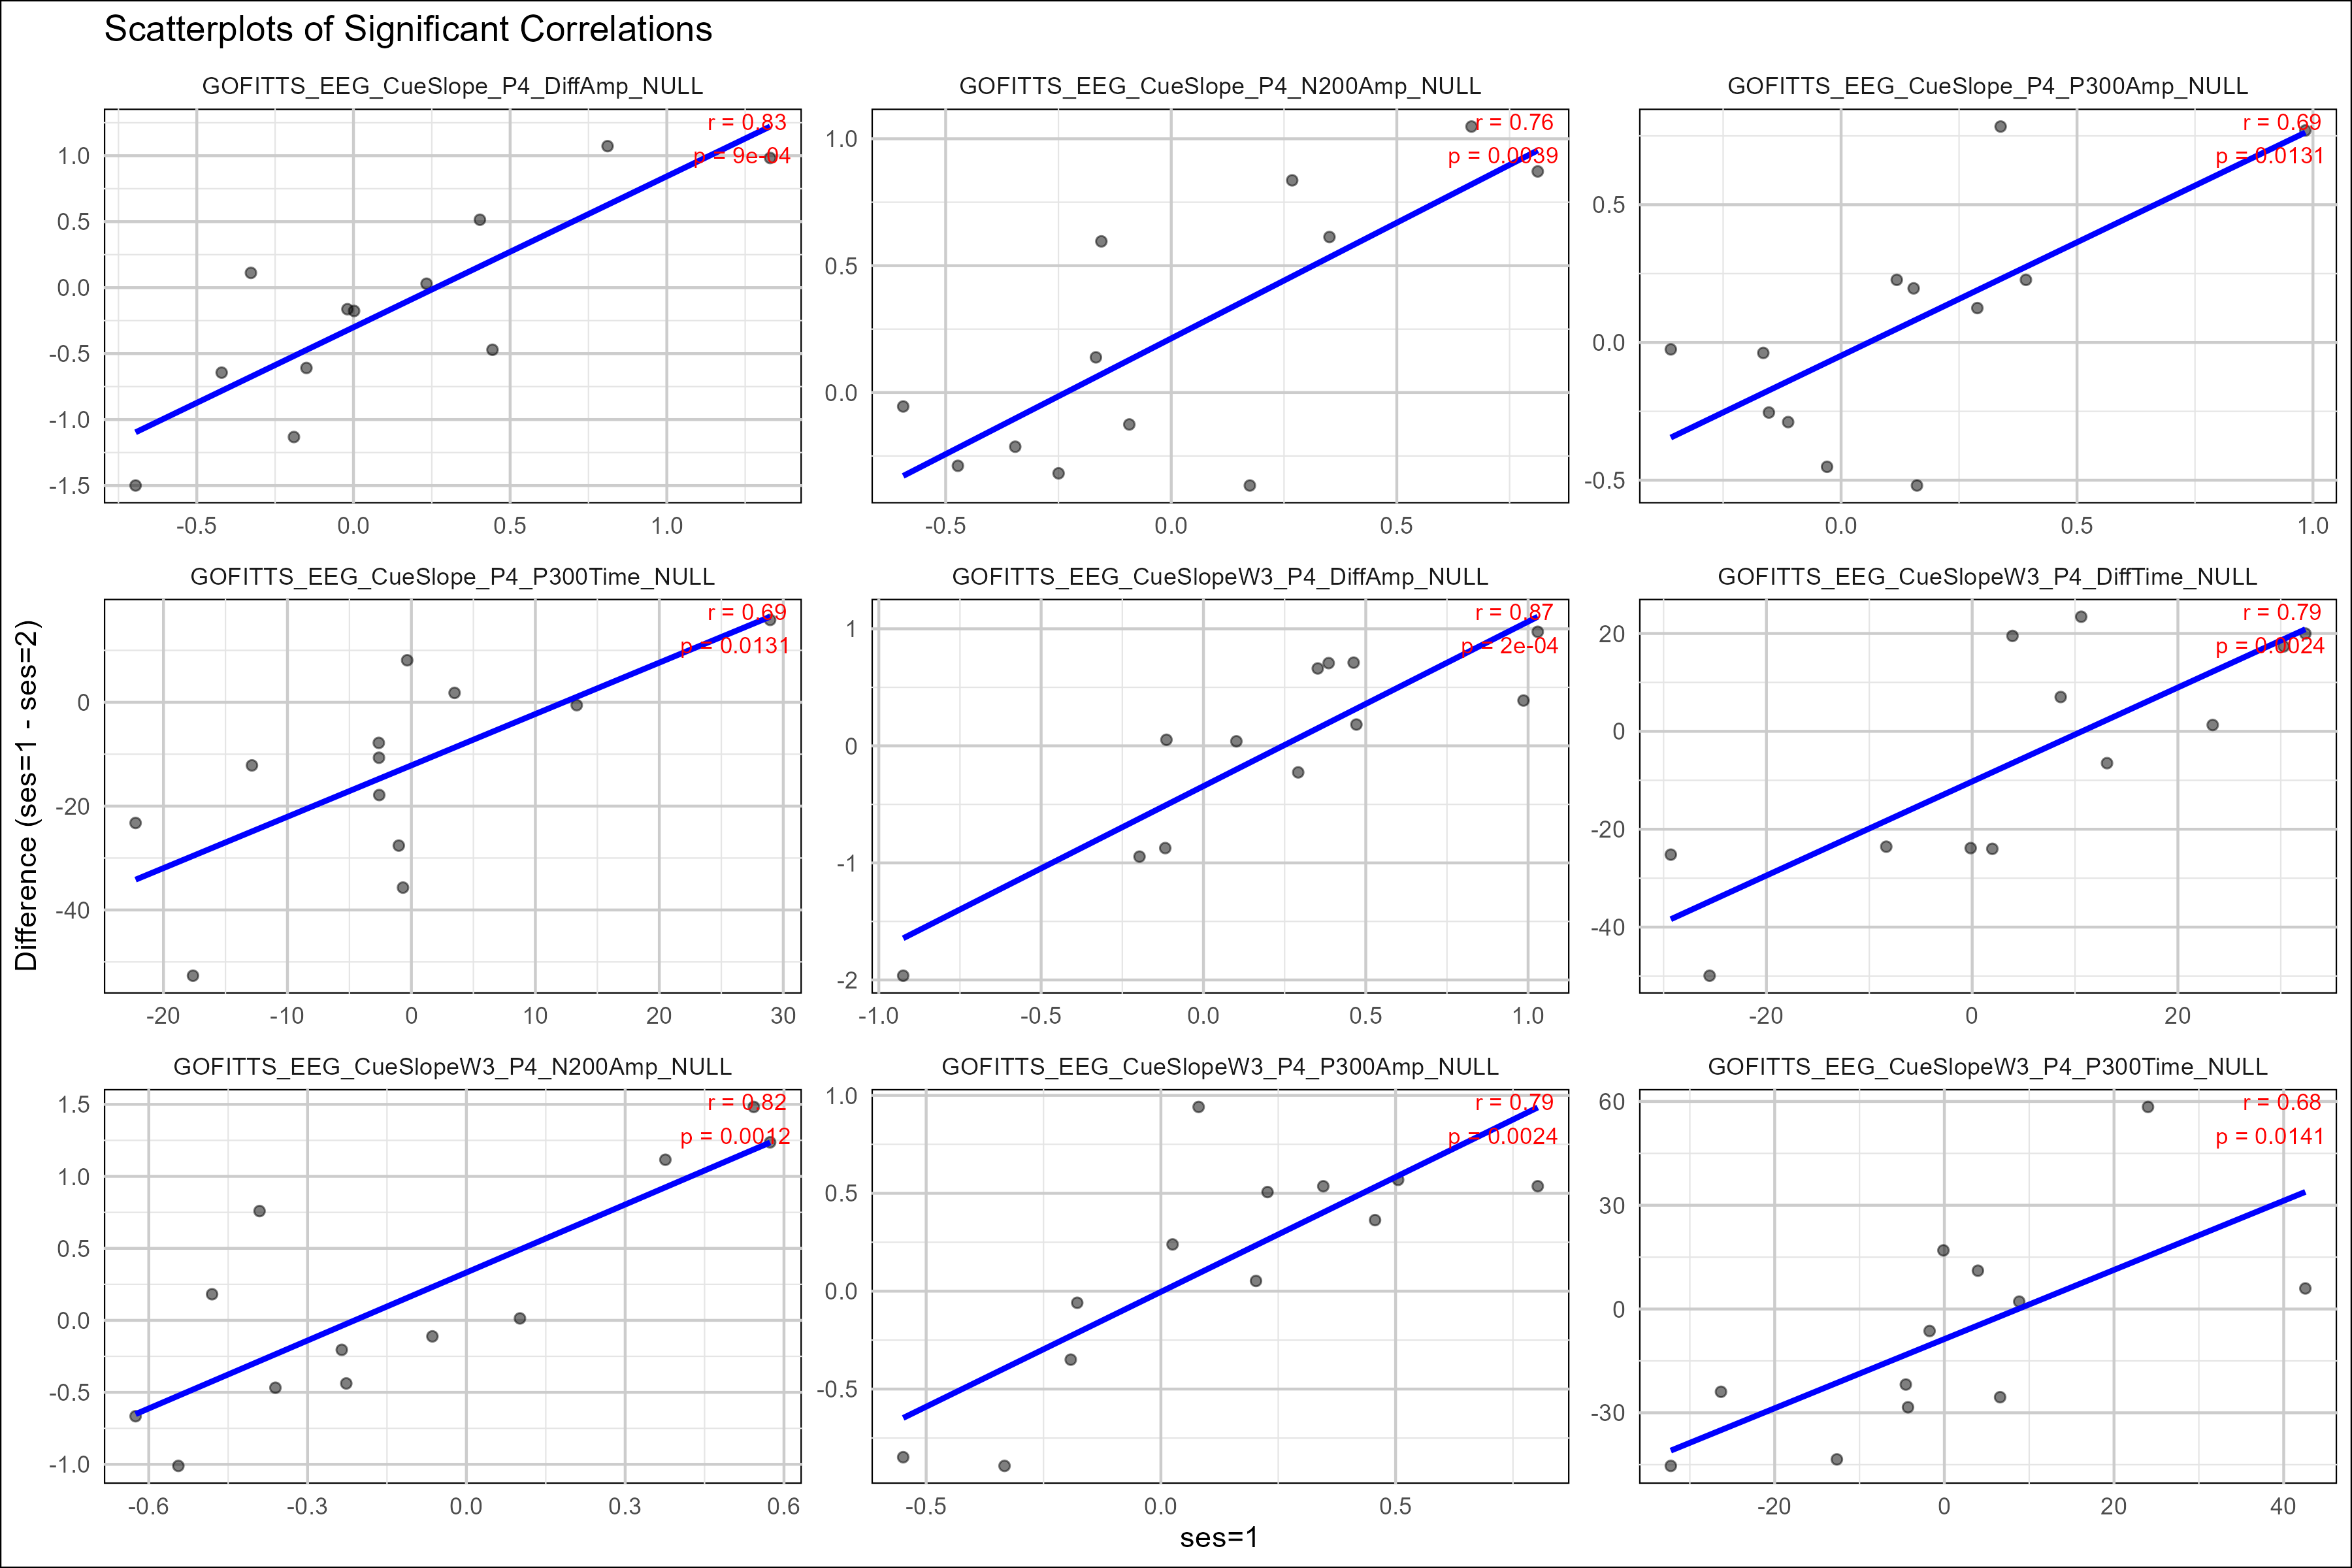 Scatterplots of Significant Correlations
GOFITTS_EEG_CueSlope_P4_DiffAmp_NULL
r = 0.83
p = 9e-04
1.0
0.5
0.0
-0.5
-1.0
-1.5
-0.5 0.0 0.5 1.0
GOFITTS_EEG_CueSlope_P4_N200Amp_NULL
r = 0.76
p = 0.0039
1.0
0.5
0.0
-0.5 0.0 0.5
GOFITTS_EEG_CueSlope_P4_P300Amp_NULL
r = 0.69
p = 0.0131
0.5
0.0
-0.5
0.0 0.5 1.0
Difference (ses=1 - ses=2)
GOFITTS_EEG_CueSlope_P4_P300Time_NULL
r = 0.69
p = 0.0131
0
-20
-40
-20 -10 0 10 20 30
GOFITTS_EEG_CueSlopeW3_P4_DiffAmp_NULL
r = 0.87
p = 2e-04
1
0
-1
-2
-1.0 -0.5 0.0 0.5 1.0
GOFITTS_EEG_CueSlopeW3_P4_DiffTime_NULL
r = 0.79
p = 0.0024
20
0
-20
-40
-20 0 20
GOFITTS_EEG_CueSlopeW3_P4_N200Amp_NULL
r = 0.82
p = 0.0012
1.5
1.0
0.5
0.0
-0.5
-1.0
-0.6 -0.3 0.0 0.3 0.6
GOFITTS_EEG_CueSlopeW3_P4_P300Amp_NULL
r = 0.79
p = 0.0024
1.0
0.5
0.0
-0.5
-0.5 0.0 0.5
GOFITTS_EEG_CueSlopeW3_P4_P300Time_NULL
r = 0.68
p = 0.0141
60
30
0
-30
-20 0 20 40
ses=1